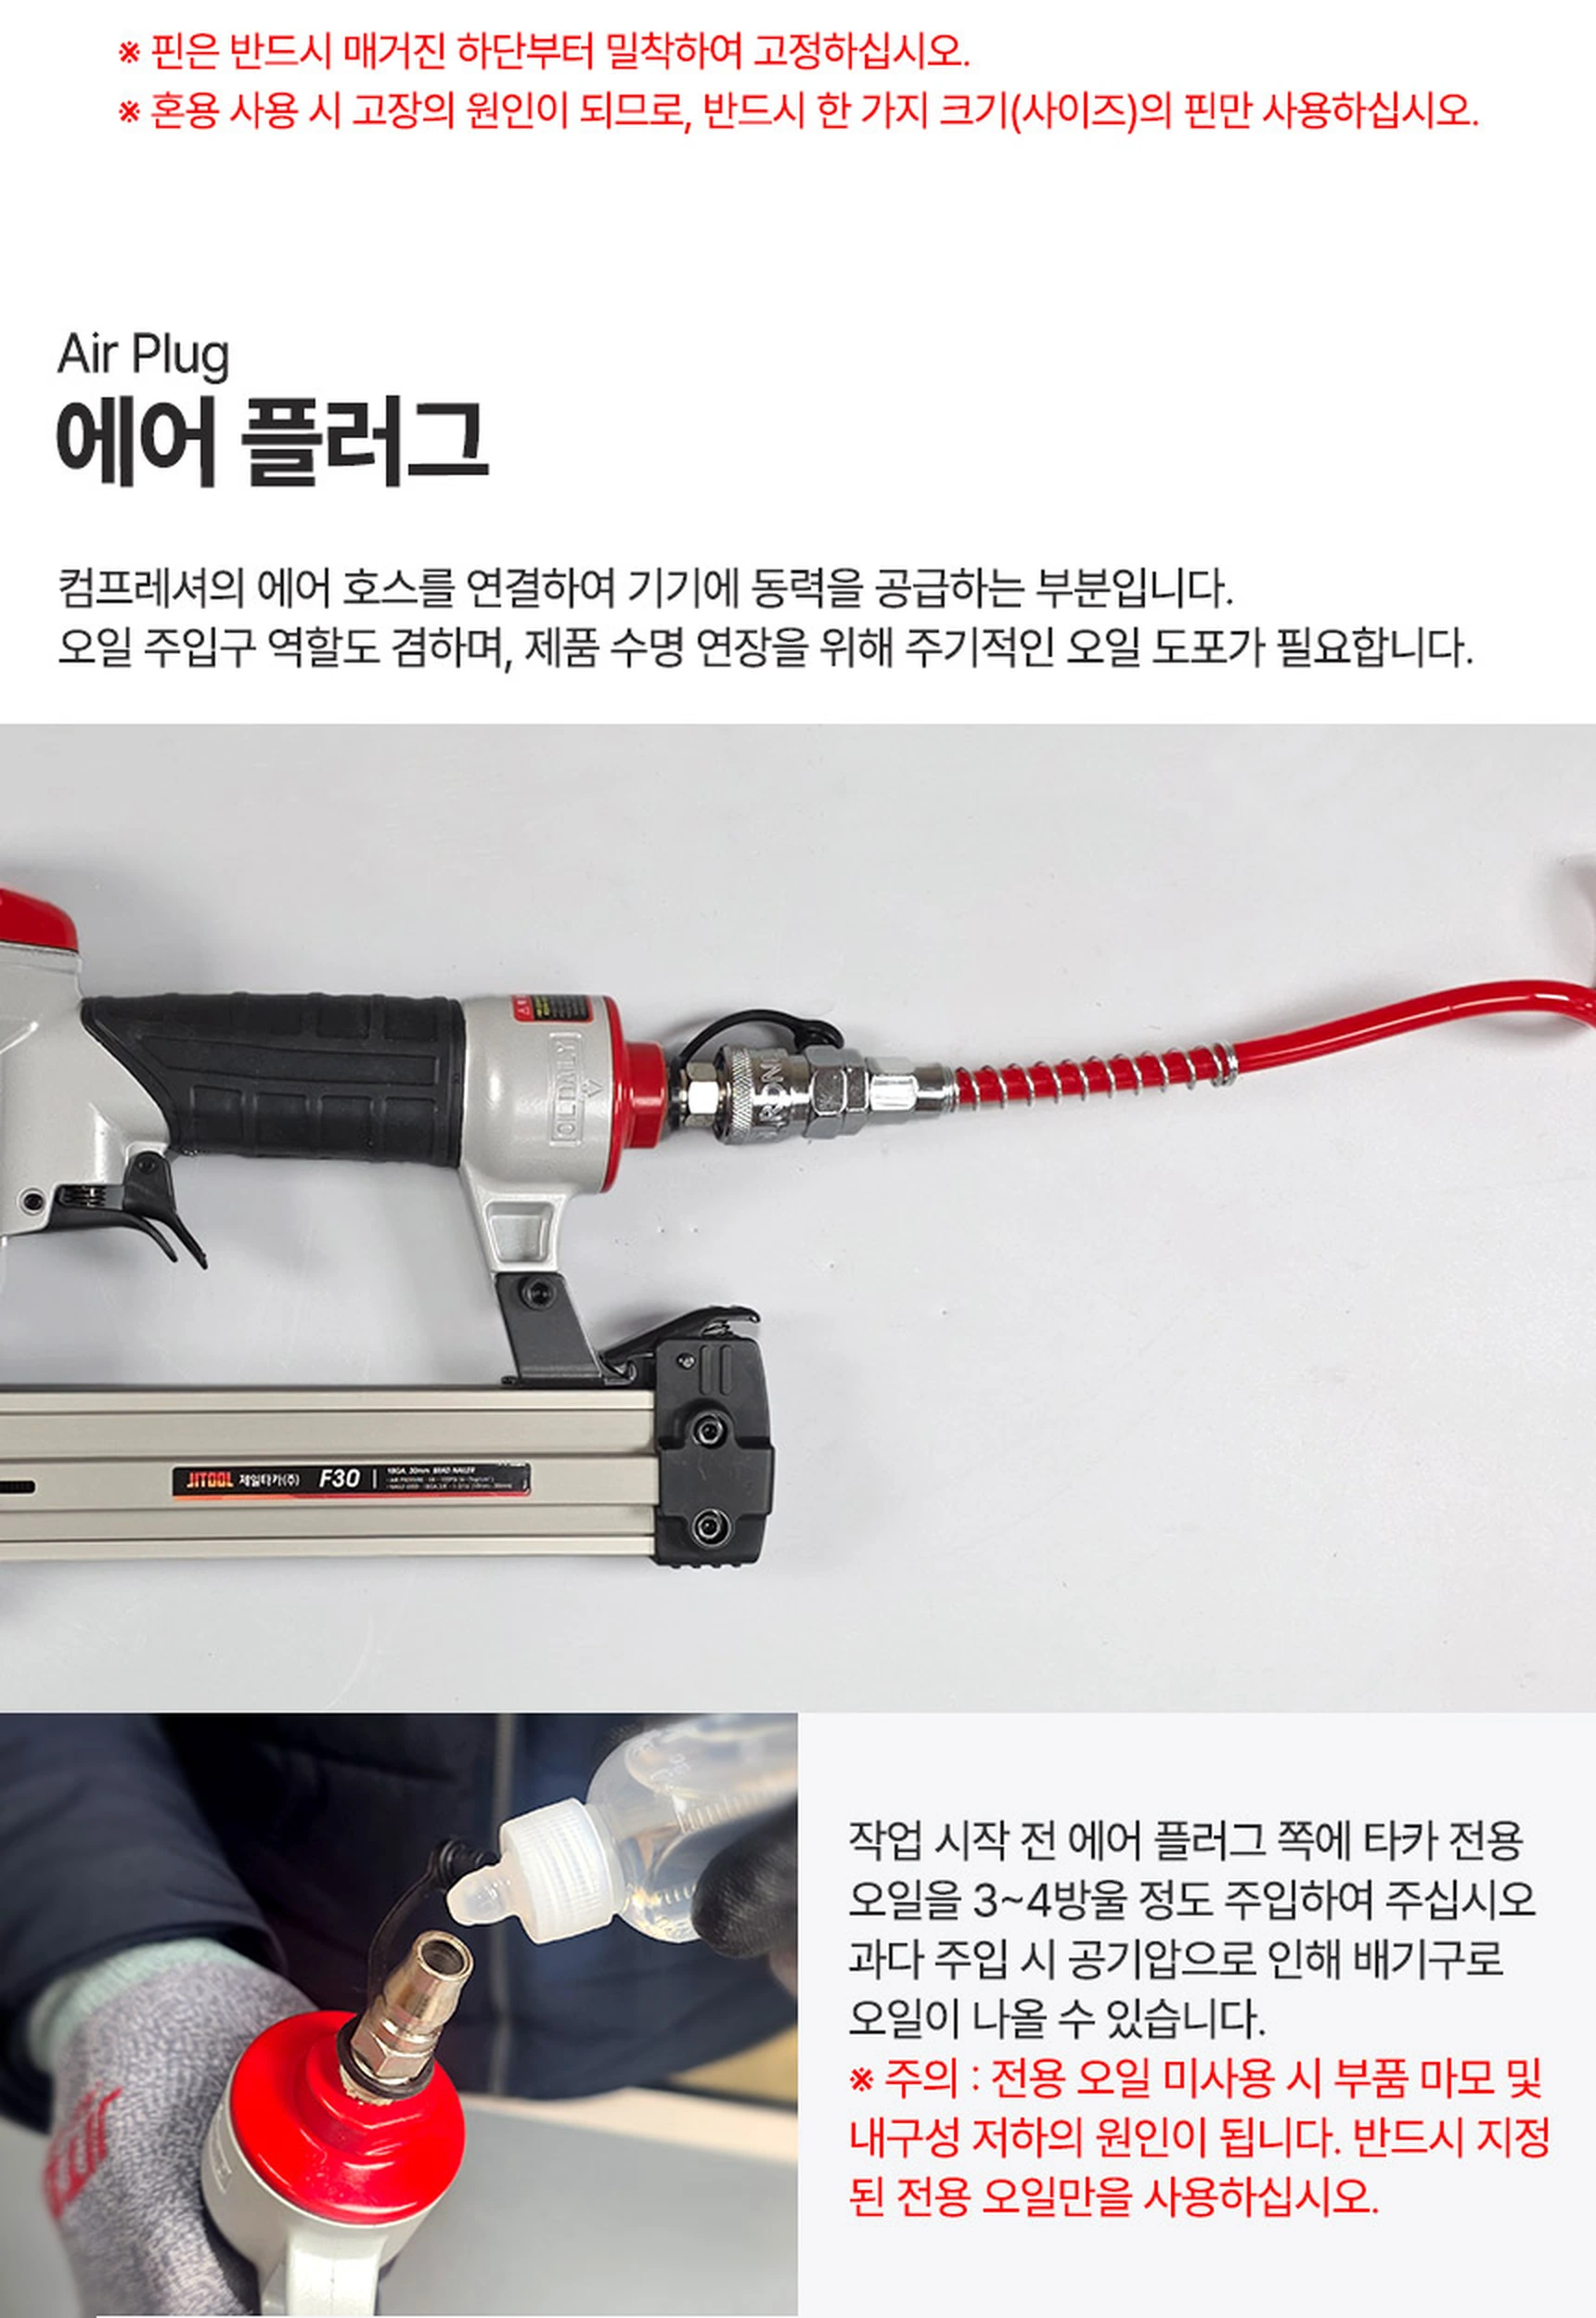 ※ 핀은 반드시 매거진 하단부터 밀착하여 고정하십시오.
※ 혼용 사용 시 고장의 원인이 되므로, 반드시 한 가지 크기(사이즈)의 핀만 사용하십시오.
Air Plug
에어 플러그
컴프레셔의 에어 호스를 연결하여 기기에 동력을 공급하는 부분입니다.
오일 주입구 역할도 겸하며, 제품 수명 연장을 위해 주기적인 오일 도포가 필요합니다.
OIL DAILY
JITOOL 제일타카(주) F30
18GA. 30mm BRAD NAILER
작업 시작 전 에어 플러그 쪽에 타카 전용
오일을 3~4방울 정도 주입하여 주십시오
과다 주입 시 공기압으로 인해 배기구로
오일이 나올 수 있습니다.
※ 주의 : 전용 오일 미사용 시 부품 마모 및
내구성 저하의 원인이 됩니다. 반드시 지정
된 전용 오일만을 사용하십시오.